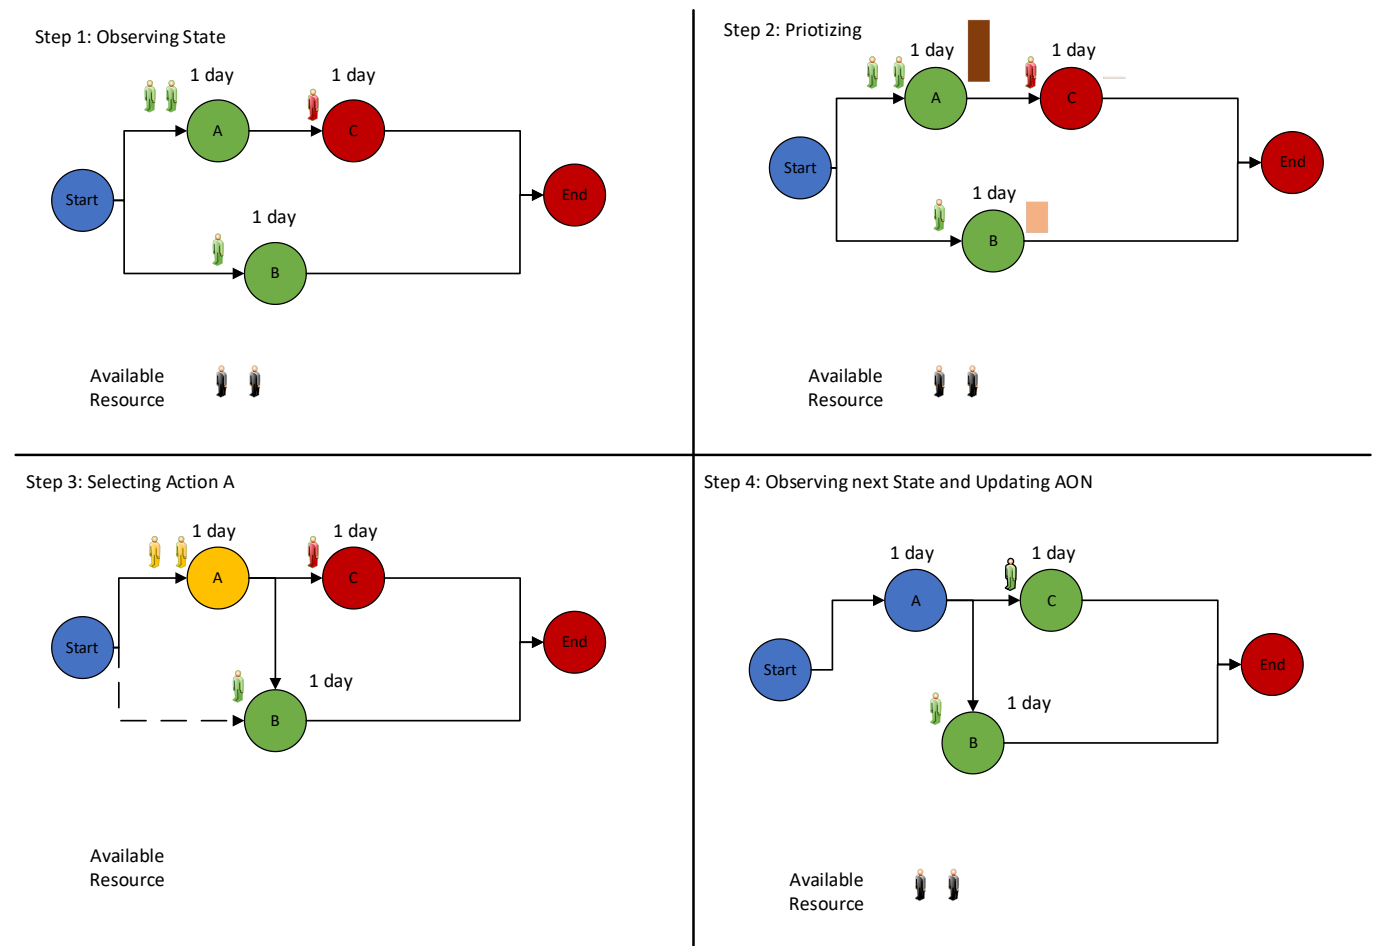 Step 1: Observing State
1 day
1 day
A
C
Start
End
1 day
B
Available
Resource
Step 2: Priotizing
1 day
1 day
A
C
Start
End
1 day
B
Available
Resource
Step 3: Selecting Action A
1 day
1 day
A
C
Start
End
1 day
B
Available
Resource
Step 4: Observing next State and Updating AON
1 day
1 day
A
C
Start
End
1 day
B
Available
Resource